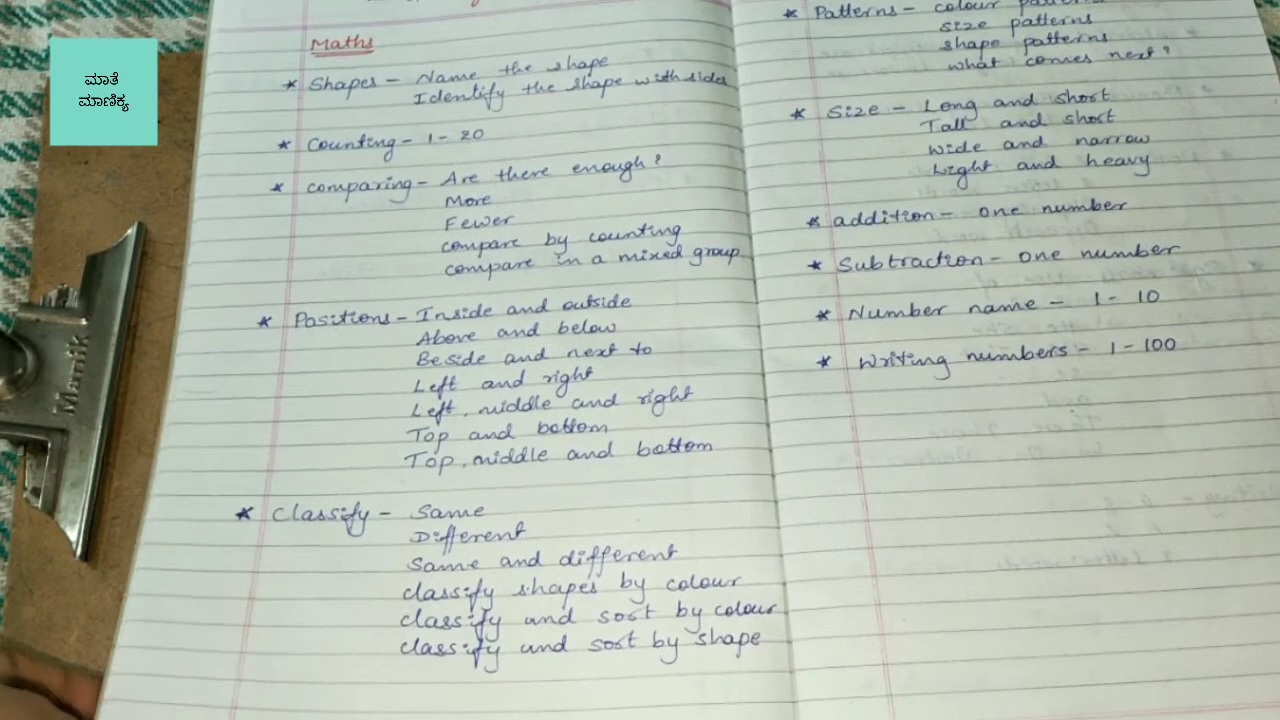 ಮಾತೆ
ಮಾಣಿಕ್ಯ
Manik
Maths
* Shapes - Name the shape
Identify the shape with sides
* Counting - 1 - 20
* comparing - Are there enough?
More
Fewer
compare by counting
compare in a mixed group
* Positions - Inside and outside
Above and below
Beside and next to
Left and right
Left, middle and right
Top and bottom
Top, middle and bottom
* Classify - Same
Different
Same and different
classify shapes by colour
classify and sort by colour
classify and sort by shape
* Patterns - colour patterns
size patterns
shape patterns
what comes next?
* Size - Long and short
Tall and short
wide and narrow
Light and heavy
* addition - one number
* Subtraction - one number
* Number name - 1 - 10
* Writing numbers - 1 - 100